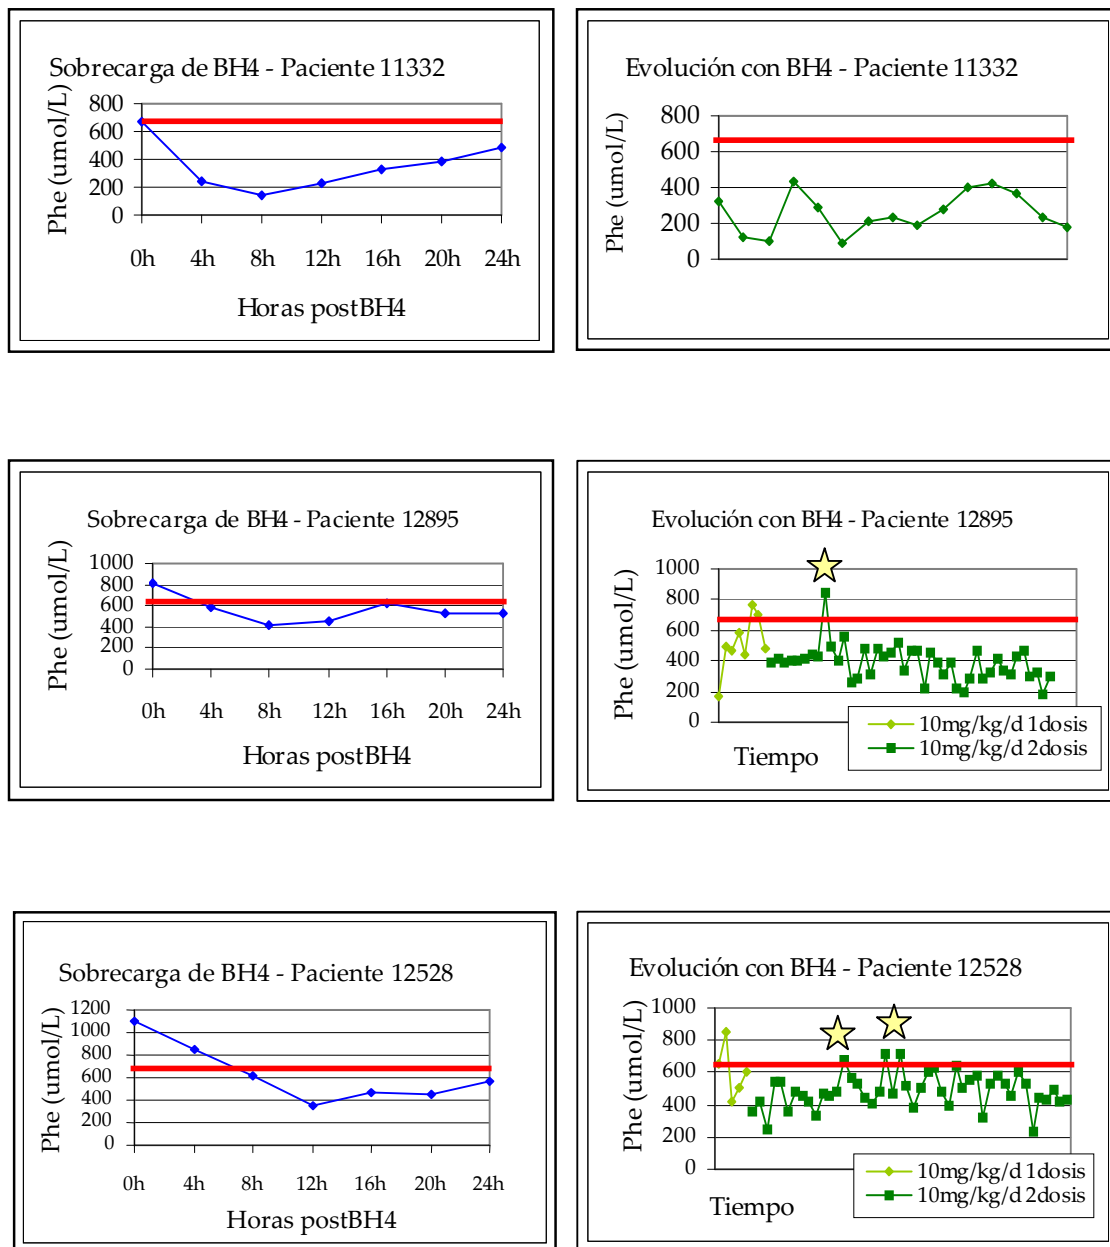 Sobrecarga de BH4 - Paciente 11332
Phe (umol/L)
800
600
400
200
0
0h 4h 8h 12h 16h 20h 24h
Horas postBH4
Evolución con BH4 - Paciente 11332
Phe (umol/L)
800
600
400
200
0
Sobrecarga de BH4 - Paciente 12895
Phe (umol/L)
1000
800
600
400
200
0
0h 4h 8h 12h 16h 20h 24h
Horas postBH4
Evolución con BH4 - Paciente 12895
Phe (umol/L)
1000
800
600
400
200
0
Tiempo
10mg/kg/d 1dosis
10mg/kg/d 2dosis
Sobrecarga de BH4 - Paciente 12528
Phe (umol/L)
1200
1000
800
600
400
200
0
0h 4h 8h 12h 16h 20h 24h
Horas postBH4
Evolución con BH4 - Paciente 12528
Phe (umol/L)
1000
800
600
400
200
0
Tiempo
10mg/kg/d 1dosis
10mg/kg/d 2dosis